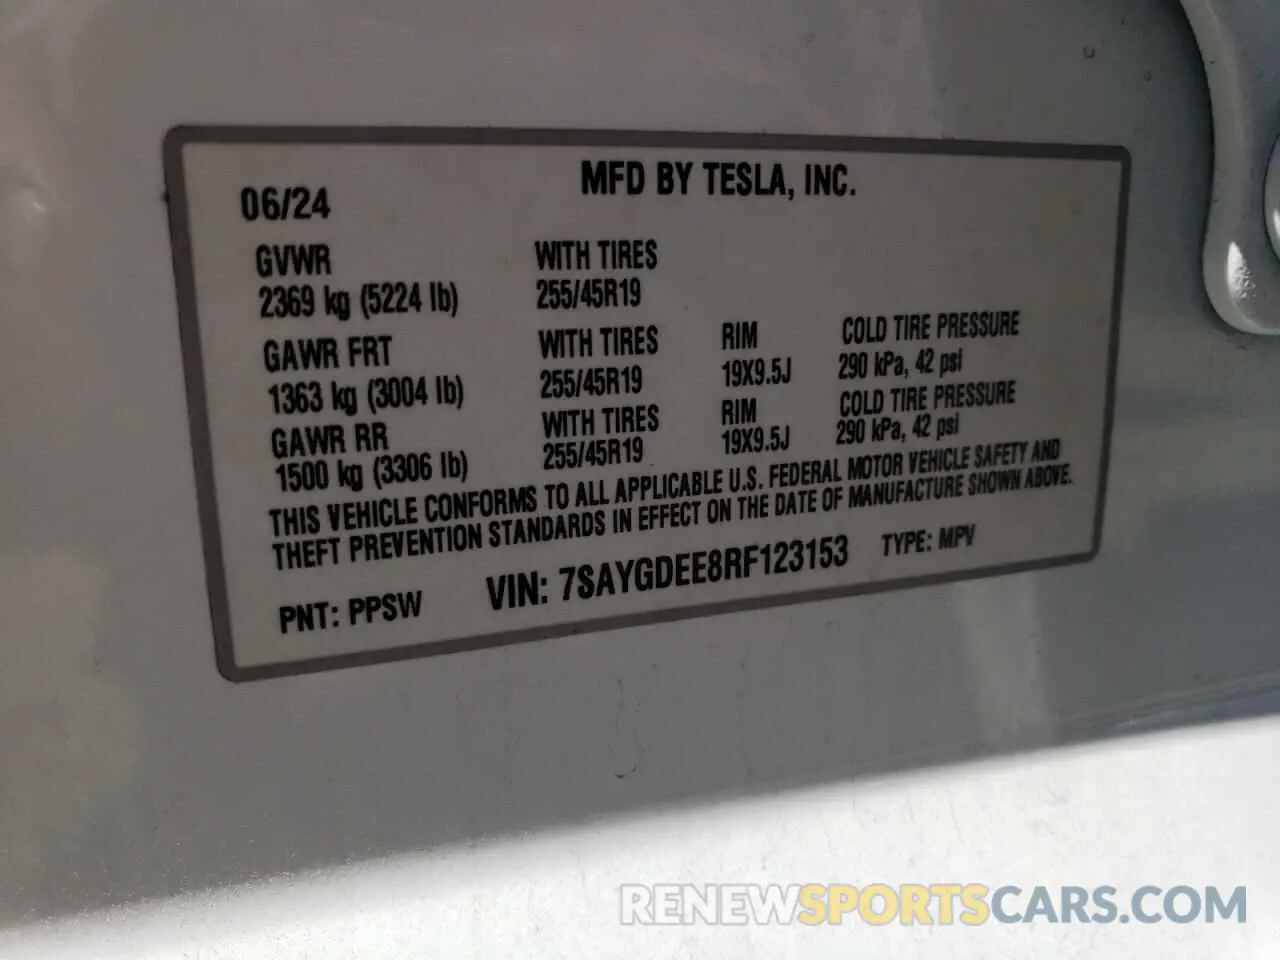 MFD BY TESLA, INC.
06/24
GVWR WITH TIRES
2369 kg (5224 lb) 255/45R19
GAWR FRT WITH TIRES RIM COLD TIRE PRESSURE
1363 kg (3004 lb) 255/45R19 19X9.5J 290 kPa, 42 psi
GAWR RR WITH TIRES RIM COLD TIRE PRESSURE
1500 kg (3306 lb) 255/45R19 19X9.5J 290 kPa, 42 psi
THIS VEHICLE CONFORMS TO ALL APPLICABLE U.S. FEDERAL MOTOR VEHICLE SAFETY AND
THEFT PREVENTION STANDARDS IN EFFECT ON THE DATE OF MANUFACTURE SHOWN ABOVE.
PNT: PPSW VIN: 7SAYGDEE8RF123153 TYPE: MPV
RENEWSPORTSCARS.COM